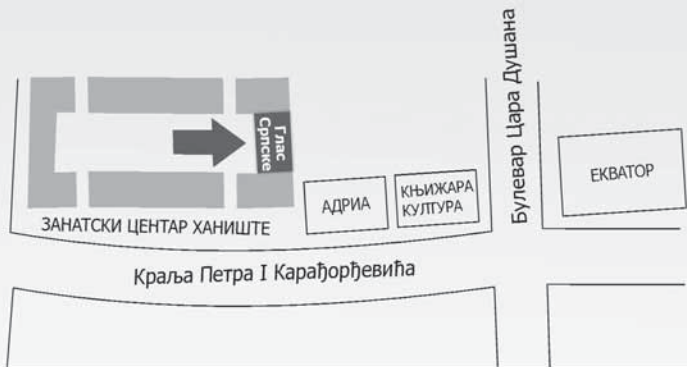 Булевар Цара Душана
Глас
Српске
ЕКВАТОР
АДРИА
КЊИЖАРА
КУЛТУРА
ЗАНАТСКИ ЦЕНТАР ХАНИШТЕ
Краља Петра I Карађорђевића